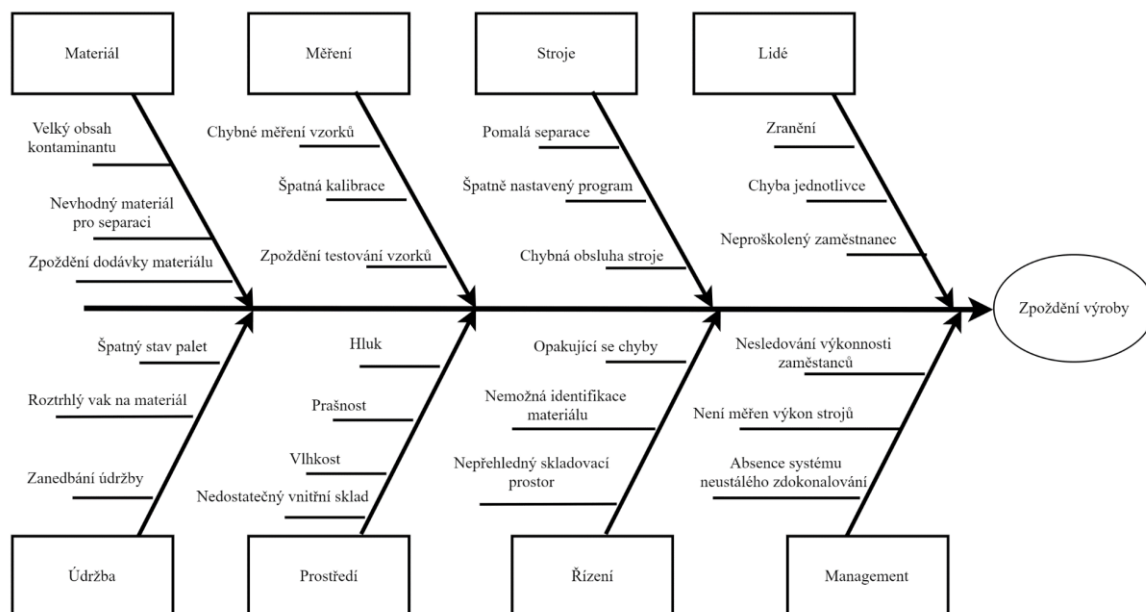 Materiál
Měření
Stroje
Lidé
Velký obsah
kontaminantu
Nevhodný materiál
pro separaci
Zpoždění dodávky materiálu
Chybné měření vzorků
Špatná kalibrace
Zpoždění testování vzorků
Pomalá separace
Špatně nastavený program
Chybná obsluha stroje
Zranění
Chyba jednotlivce
Neproškolený zaměstnanec
Zpoždění výroby
Špatný stav palet
Roztrhlý vak na materiál
Zanedbání údržby
Hluk
Prašnost
Vlhkost
Nedostatečný vnitřní sklad
Opakující se chyby
Nemožná identifikace
materiálu
Nepřehledný skladovací
prostor
Nesledování výkonnosti
zaměstanců
Není měřen výkon strojů
Absence systému
neustálého zdokonalování
Údržba
Prostředí
Řízení
Management